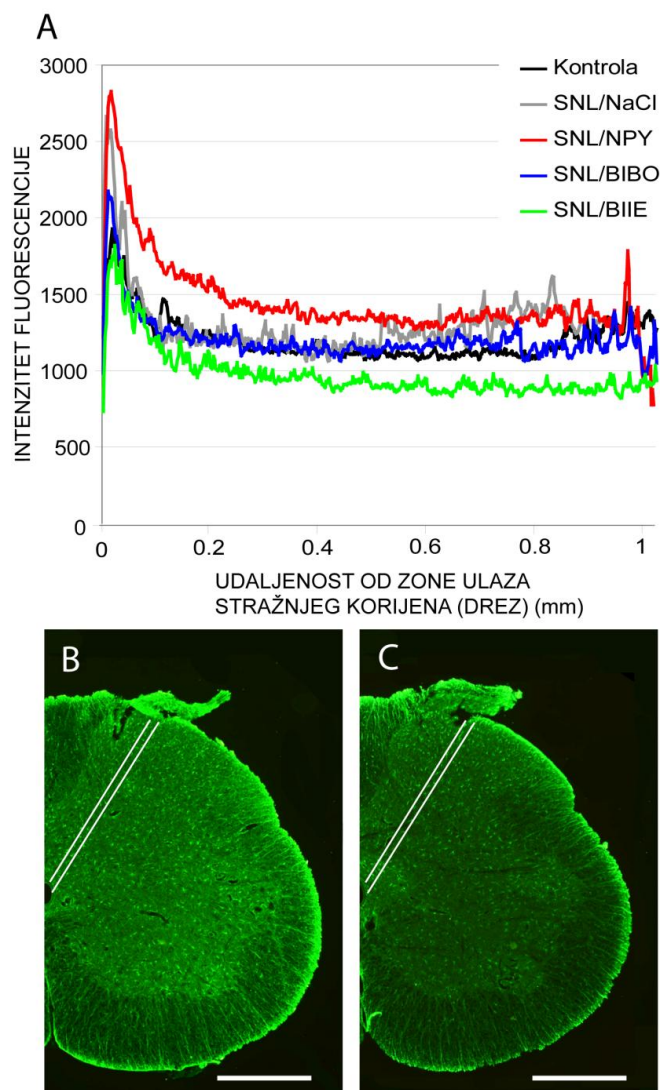 A
3000
2500
2000
1500
1000
500
0
INTENZITET FLUORESCENCIJE
Kontrola
SNL/NaCl
SNL/NPY
SNL/BIBO
SNL/BIIE
0 0.2 0.4 0.6 0.8 1
UDALJENOST OD ZONE ULAZA
STRAŽNJEG KORIJENA (DREZ) (mm)
B
C